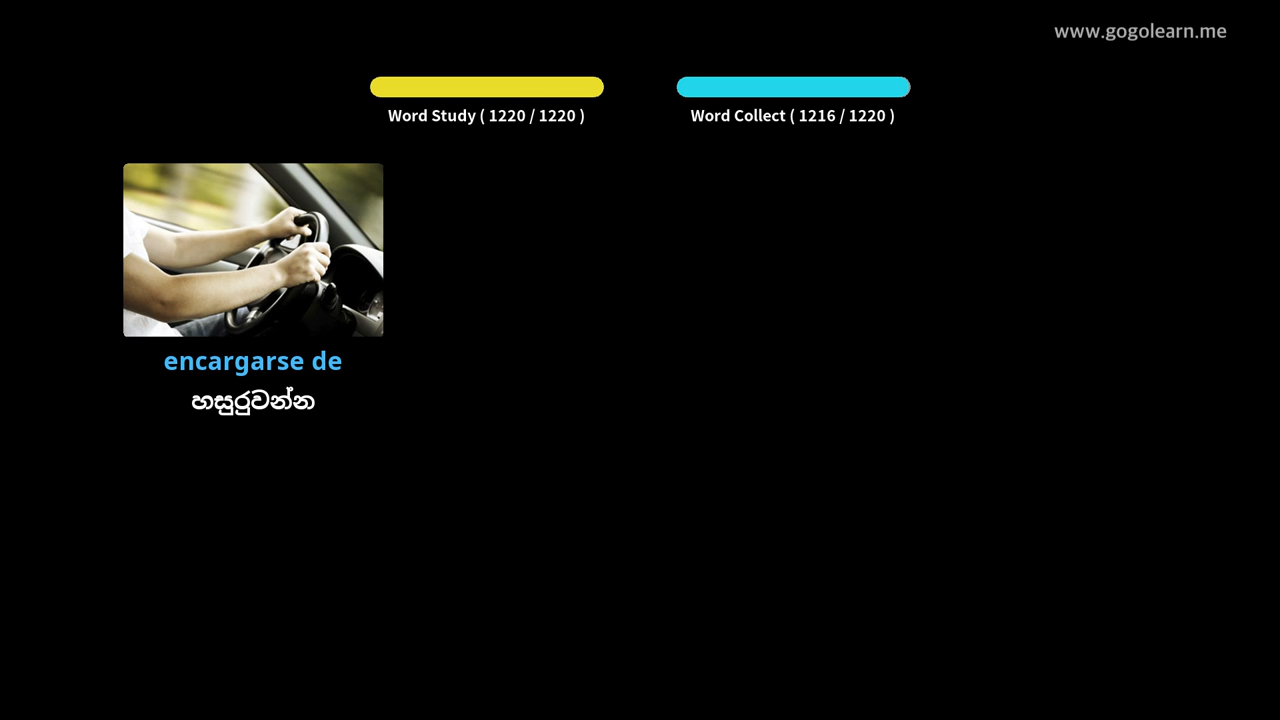 www.gogolearn.me
Word Study ( 1220 / 1220 )
Word Collect ( 1216 / 1220 )
encargarse de
හසුරුවන්න